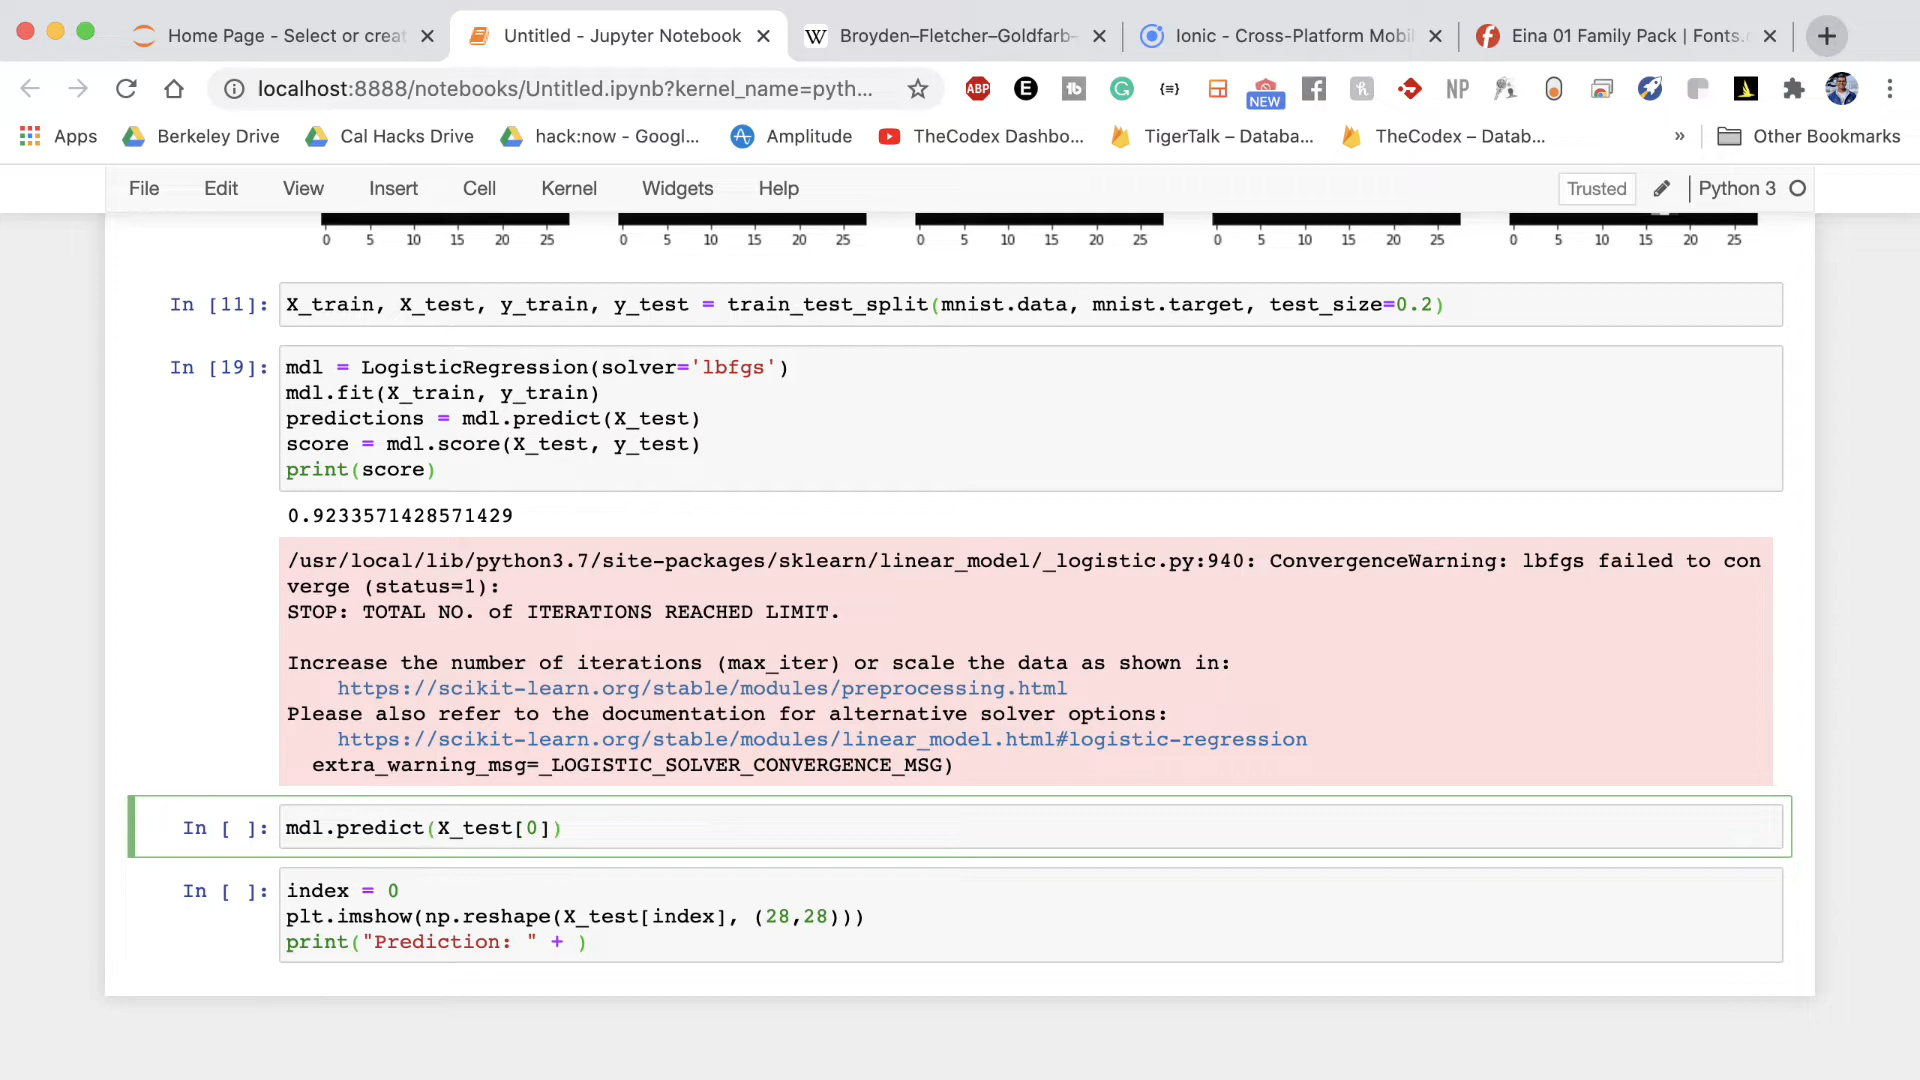 Home Page - Select or creat
Untitled - Jupyter Notebook
W Broyden–Fletcher–Goldfarb–
Ionic - Cross-Platform Mobil
Eina 01 Family Pack | Fonts.
localhost:8888/notebooks/Untitled.ipynb?kernel_name=pyth...
ABP
E
tb
G
{=}
NEW
NP
Apps
Berkeley Drive
Cal Hacks Drive
hack:now - Googl...
Amplitude
TheCodex Dashbo...
TigerTalk – Databa...
TheCodex – Datab...
»
Other Bookmarks
File Edit View Insert Cell Kernel Widgets Help
Trusted
Python 3
0 5 10 15 20 25 0 5 10 15 20 25 0 5 10 15 20 25 0 5 10 15 20 25 0 5 10 15 20 25
In [11]: X_train, X_test, y_train, y_test = train_test_split(mnist.data, mnist.target, test_size=0.2)
In [19]: mdl = LogisticRegression(solver='lbfgs')
mdl.fit(X_train, y_train)
predictions = mdl.predict(X_test)
score = mdl.score(X_test, y_test)
print(score)
0.9233571428571429
/usr/local/lib/python3.7/site-packages/sklearn/linear_model/_logistic.py:940: ConvergenceWarning: lbfgs failed to con
verge (status=1):
STOP: TOTAL NO. of ITERATIONS REACHED LIMIT.
Increase the number of iterations (max_iter) or scale the data as shown in:
https://scikit-learn.org/stable/modules/preprocessing.html
Please also refer to the documentation for alternative solver options:
https://scikit-learn.org/stable/modules/linear_model.html#logistic-regression
extra_warning_msg=_LOGISTIC_SOLVER_CONVERGENCE_MSG)
In [ ]: mdl.predict(X_test[0])
In [ ]: index = 0
plt.imshow(np.reshape(X_test[index], (28,28)))
print("Prediction: " + )